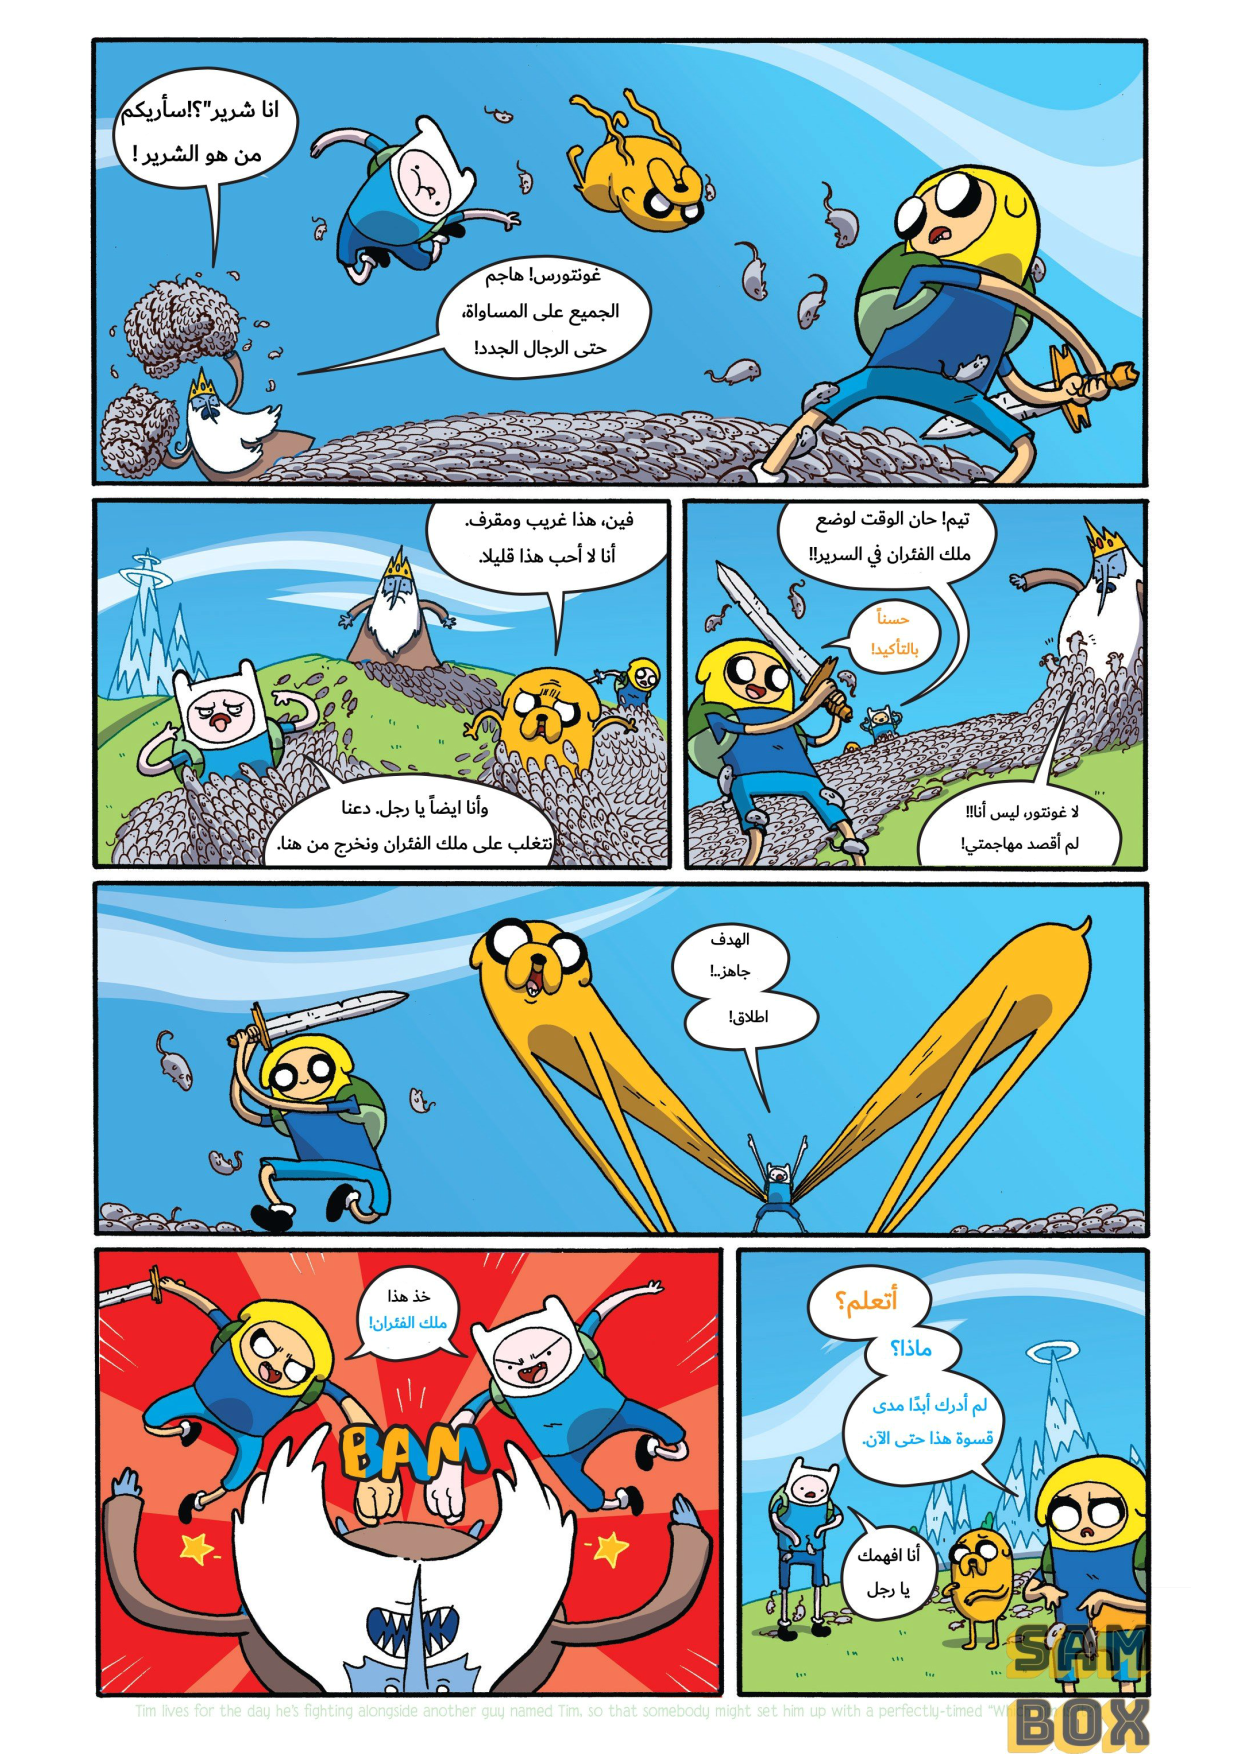 انا شرير"؟!سأريكم
من هو الشرير !
غونتورس! هاجم
الجميع على المساواة،
حتى الرجال الجدد!
فين، هذا غريب ومقرف.
أنا لا أحب هذا قليلا.
وأنا ايضاً يا رجل. دعنا
نتغلب على ملك الفئران ونخرج من هنا.
تيم! حان الوقت لوضع
ملك الفئران في السرير!!
حسناً
بالتأكيد!
لا غونتور، ليس أنا!!
لم أقصد مهاجمتي!
الهدف
جاهز..!
اطلاق!
خذ هذا
ملك الفئران!
BAM
أتعلم؟
ماذا؟
لم أدرك أبدًا مدى
قسوة هذا حتى الآن.
أنا افهمك
يا رجل
Tim lives for the day he's fighting alongside another guy named Tim, so that somebody might set him up with a perfectly-timed
SAM
BOX